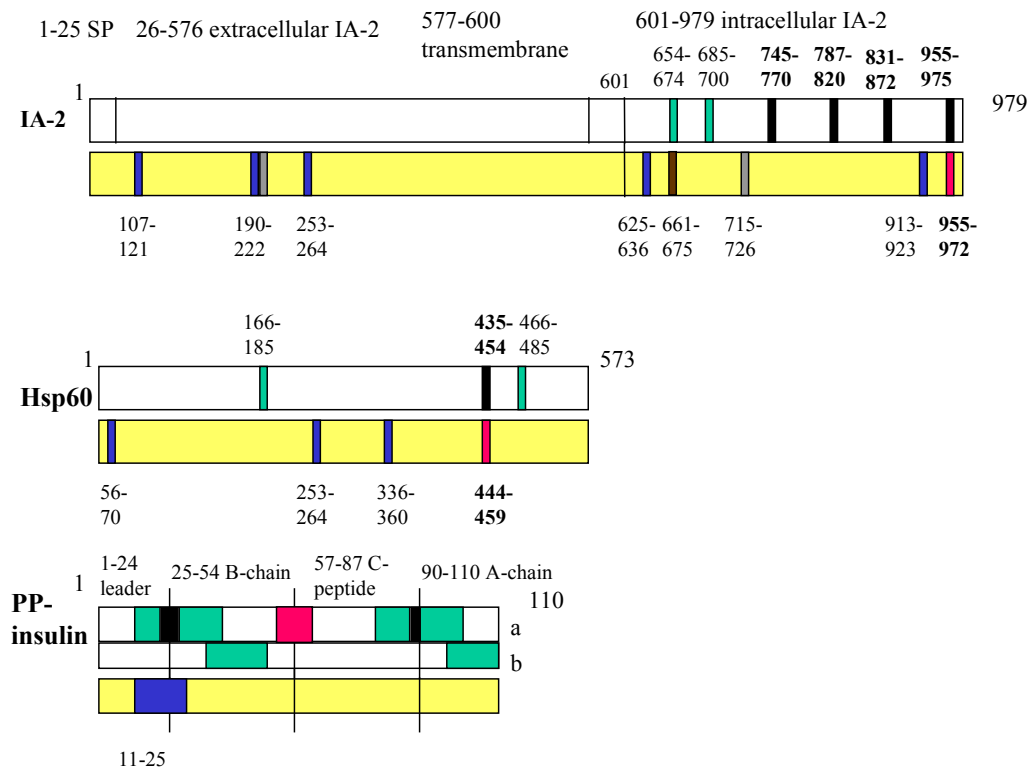 1-25 SP 26-576 extracellular IA-2 577-600 601-979 intracellular IA-2
transmembrane
654- 685- 745- 787- 831- 955-
674 700 770 820 872 975
601
1 979
IA-2
107- 190- 253- 625- 661- 715- 913- 955-
121 222 264 636 675 726 923 972
166- 435- 466-
185 454 485
1 573
Hsp60
56- 253- 336- 444-
70 264 360 459
1-24 25-54 B-chain 57-87 C- 90-110 A-chain
leader peptide
1 110
PP- a
insulin b
11-25